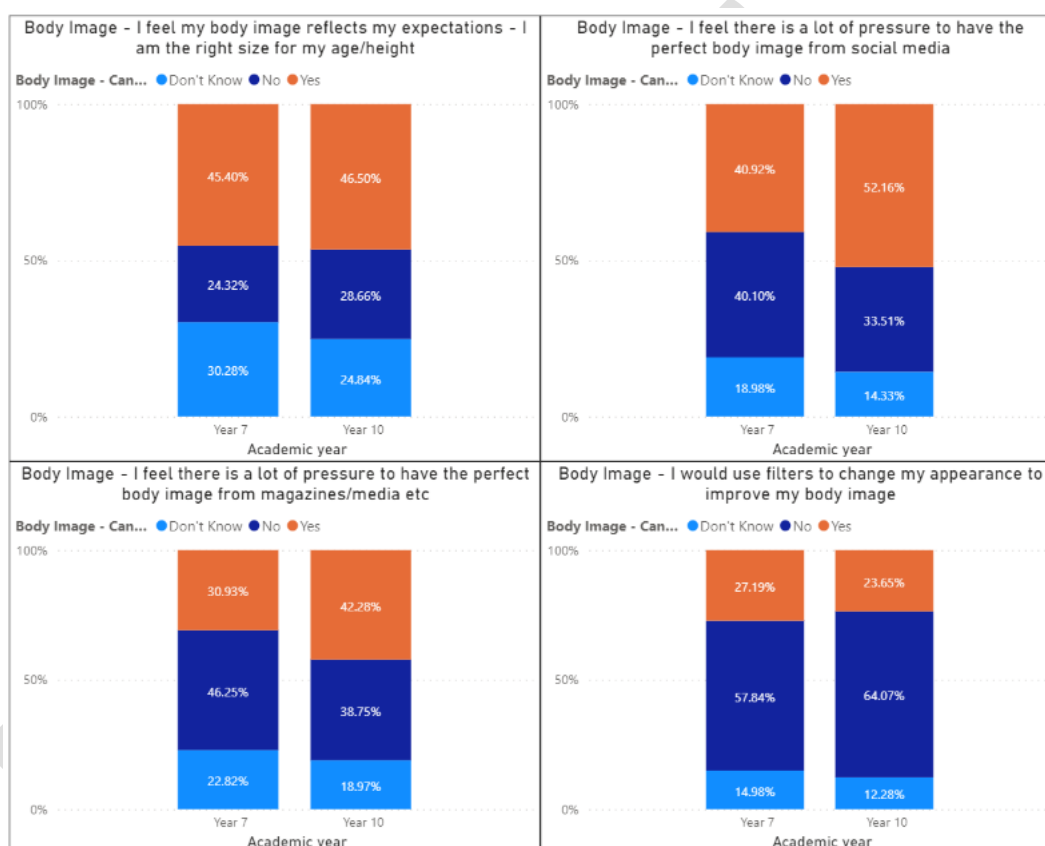 Body Image - I feel my body image reflects my expectations - I
am the right size for my age/height
Body Image - Can... Don't Know No Yes
100%
45.40%
46.50%
50%
24.32%
28.66%
30.28%
24.84%
0%
Year 7 Year 10
Academic year
Body Image - I feel there is a lot of pressure to have the
perfect body image from social media
Body Image - Can... Don't Know No Yes
100%
40.92%
52.16%
50%
40.10%
33.51%
18.98%
14.33%
0%
Year 7 Year 10
Academic year
Body Image - I feel there is a lot of pressure to have the perfect
body image from magazines/media etc
Body Image - Can... Don't Know No Yes
100%
30.93%
42.28%
50%
46.25%
38.75%
22.82%
18.97%
0%
Year 7 Year 10
Academic year
Body Image - I would use filters to change my appearance to
improve my body image
Body Image - Can... Don't Know No Yes
100%
27.19%
23.65%
50%
57.84%
64.07%
14.98%
12.28%
0%
Year 7 Year 10
Academic year